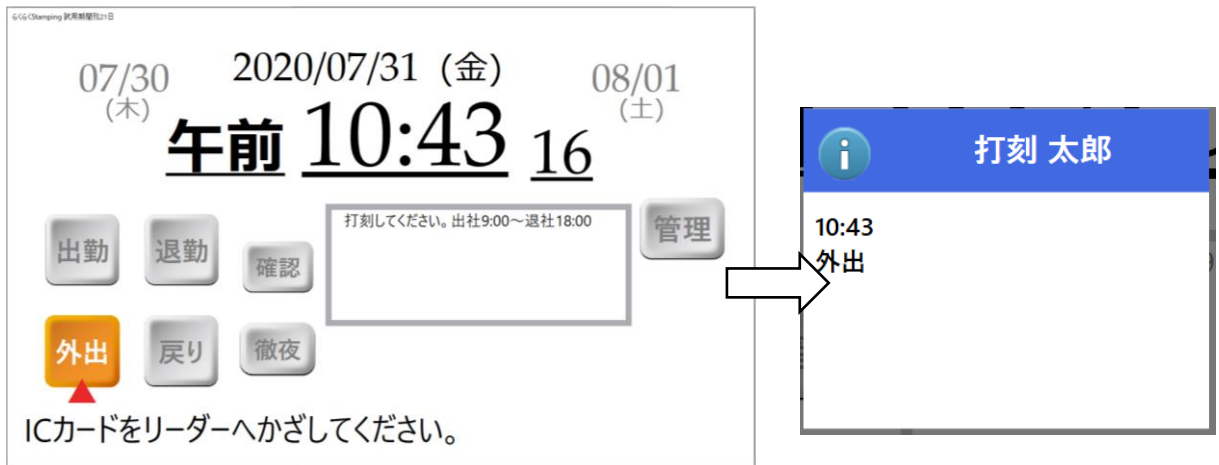 らくらくStamping 試用期間残21日
07/30
(木)
2020/07/31 (金)
08/01
(土)
午前 10:43 16
出勤
退勤
確認
打刻してください。出社9:00～退社18:00
管理
外出
戻り
徹夜
ICカードをリーダーへかざしてください。
打刻 太郎
10:43
外出